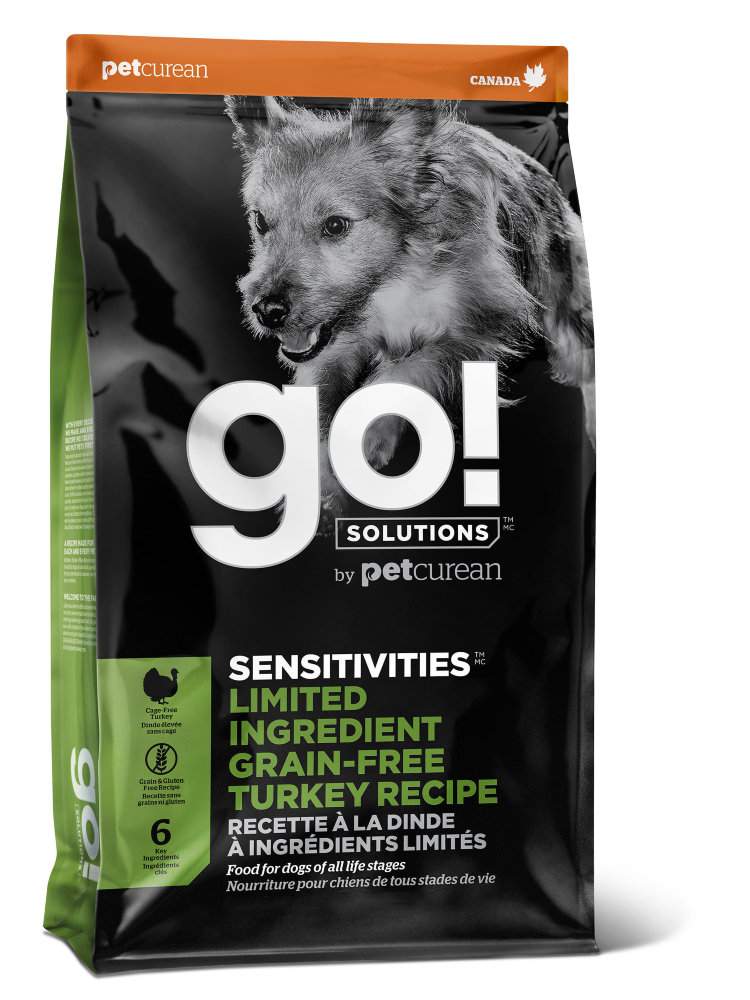 petcurean
CANADA
go!
SOLUTIONS
TM
MC
by petcurean
SENSITIVITIES
TM
MC
LIMITED
INGREDIENT
GRAIN-FREE
TURKEY RECIPE
RECETTE À LA DINDE
À INGRÉDIENTS LIMITÉS
Food for dogs of all life stages
Nourriture pour chiens de tous stades de vie
Cage-Free
Turkey
Dinde élevée
sans cage
Grain & Gluten
Free Recipe
Recette sans
grains ni gluten
6
Key
Ingredients
Ingrédients
clés
go!